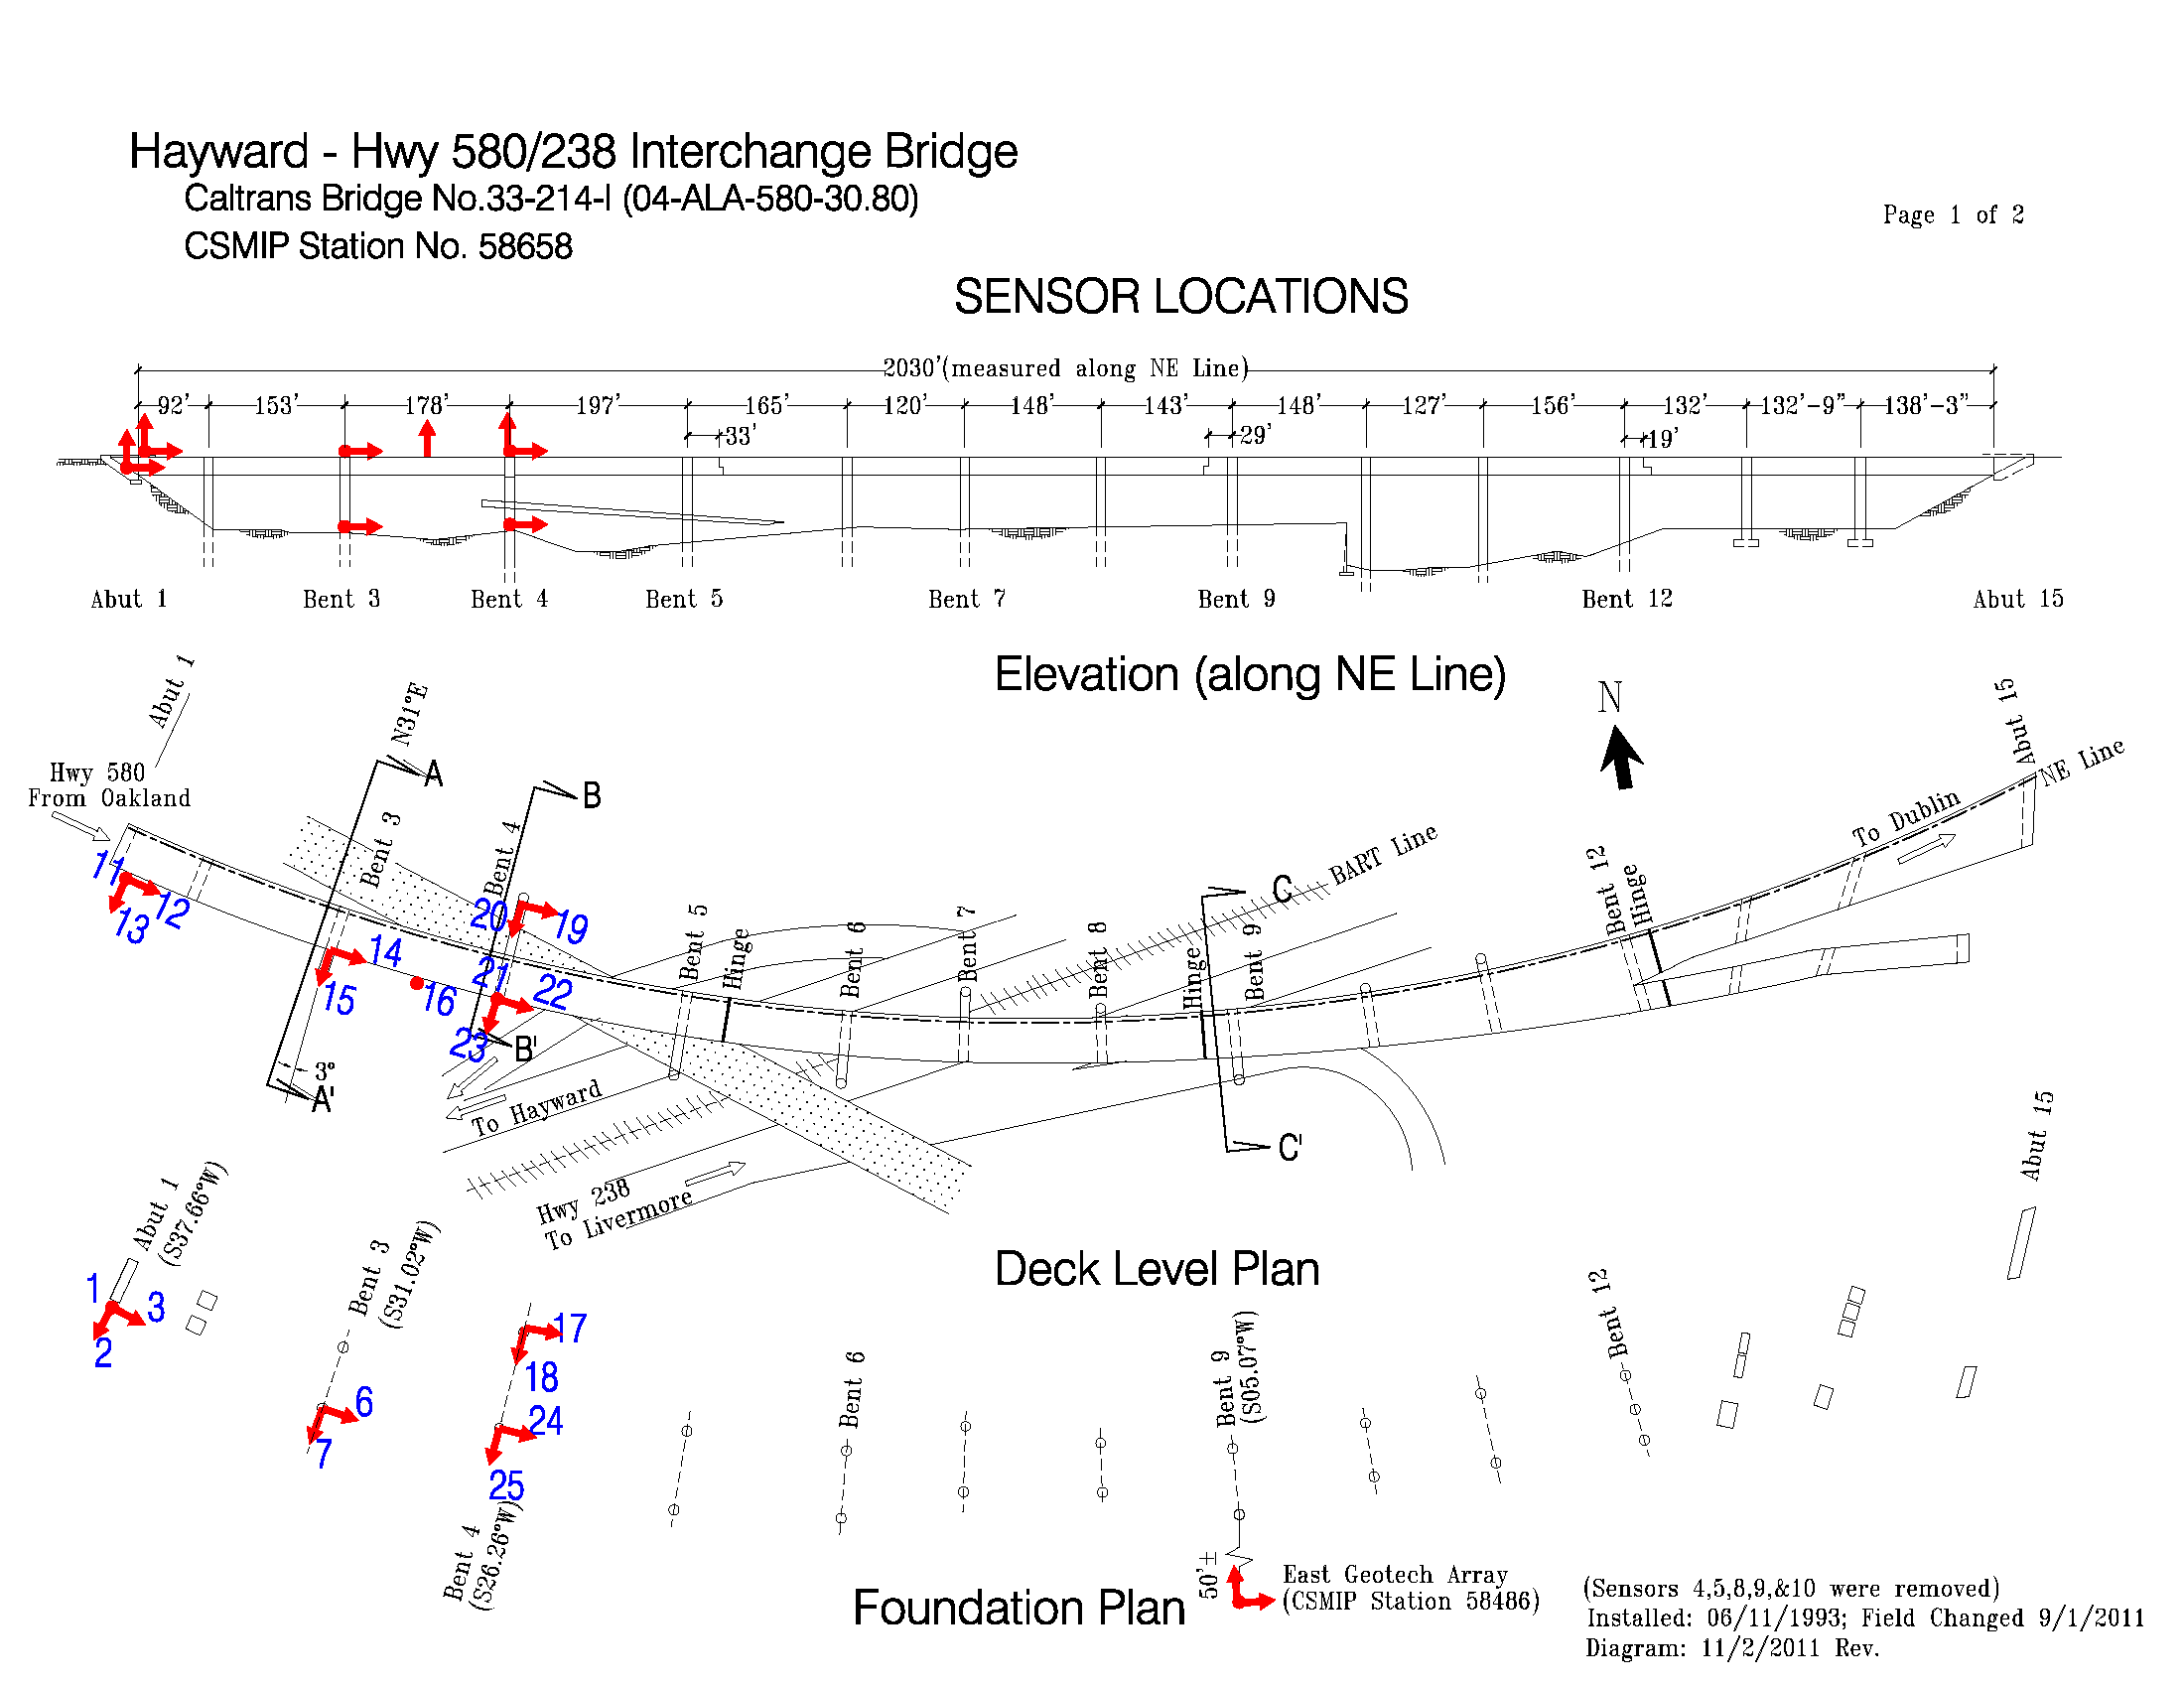 Hayward - Hwy 580/238 Interchange Bridge
Caltrans Bridge No.33-214-I (04-ALA-580-30.80)
CSMIP Station No. 58658
Page 1 of 2
SENSOR LOCATIONS
2030'(measured along NE Line)
92' 153' 178' 197' 165' 120' 148' 143' 148' 127' 156' 132' 132'-9" 138'-3"
33' 29' 19'
Abut 1 Bent 3 Bent 4 Bent 5 Bent 7 Bent 9 Bent 12 Abut 15
Elevation (along NE Line)
N
Abut 1
N31°E
Abut 15
NE Line
Hwy 580
From Oakland
A
B
Bent 3
Bent 4
To Dublin
BART Line
C
Bent 12
Hinge
11
12
13
14
15
16
20
19
21
22
23
Bent 5
Hinge
Bent 6
Bent 7
Bent 8
Hinge
Bent 9
B'
3°
A'
To Hayward
C'
Hwy 238
To Livermore
Deck Level Plan
Abut 1
(S37.66°W)
Bent 3
(S31.02°W)
Abut 15
1
3
2
6
7
17
18
24
25
Bent 4
(S26.26°W)
Bent 6
Bent 9
(S05.07°W)
Bent 12
50'±
East Geotech Array
(CSMIP Station 58486)
Foundation Plan
(Sensors 4,5,8,9,&10 were removed)
Installed: 06/11/1993; Field Changed 9/1/2011
Diagram: 11/2/2011 Rev.